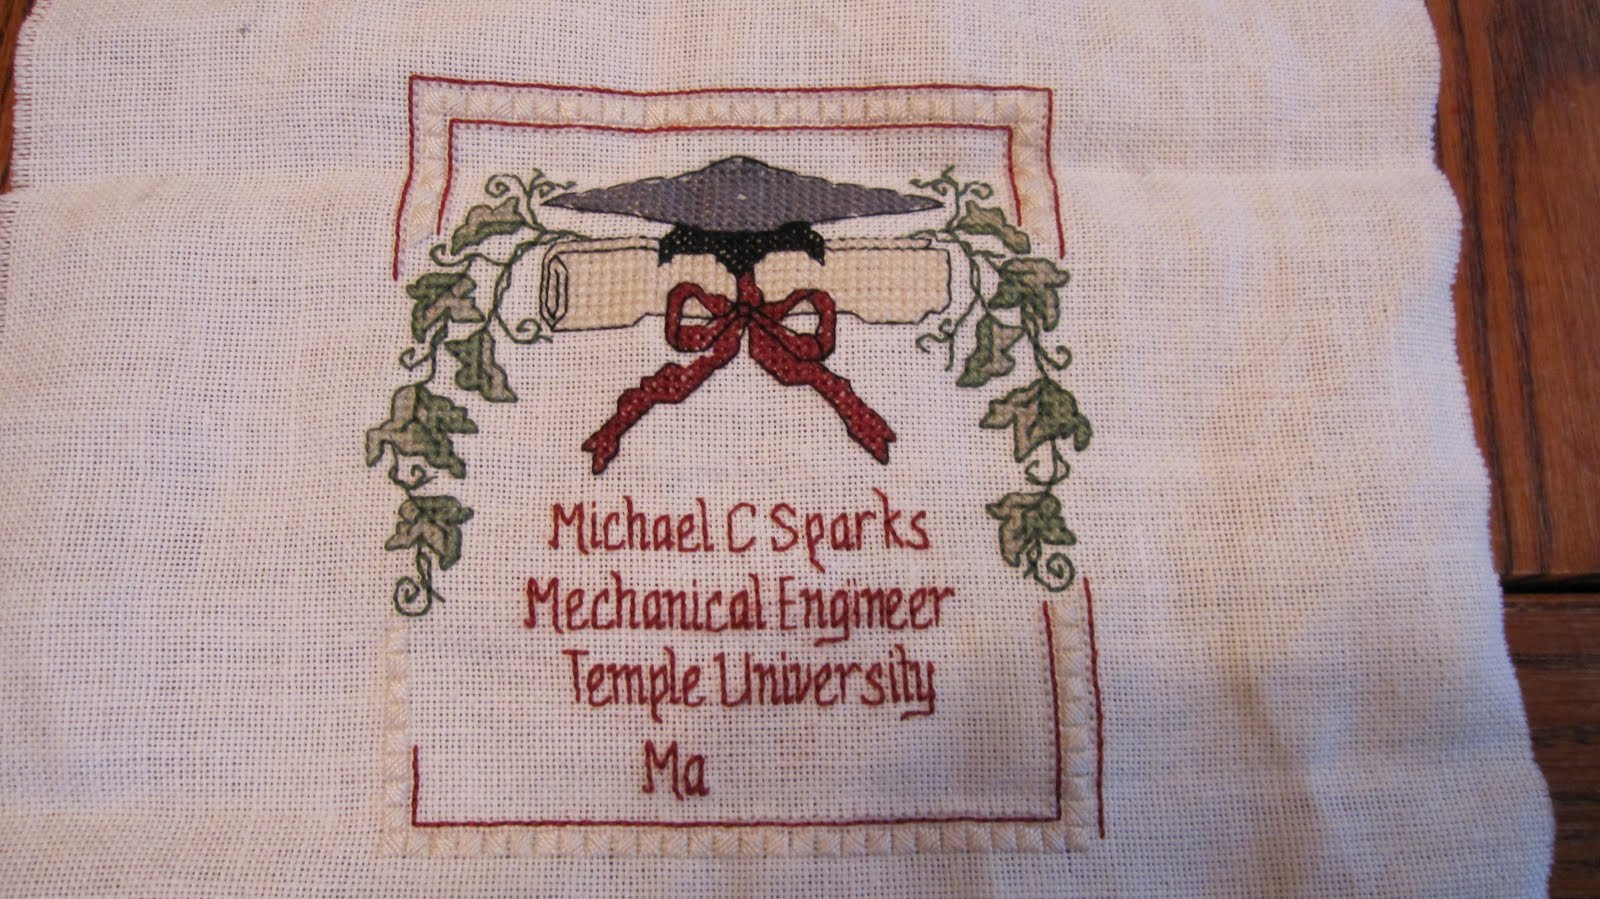 Michael C Sparks
Mechanical Engineer
Temple University
Ma